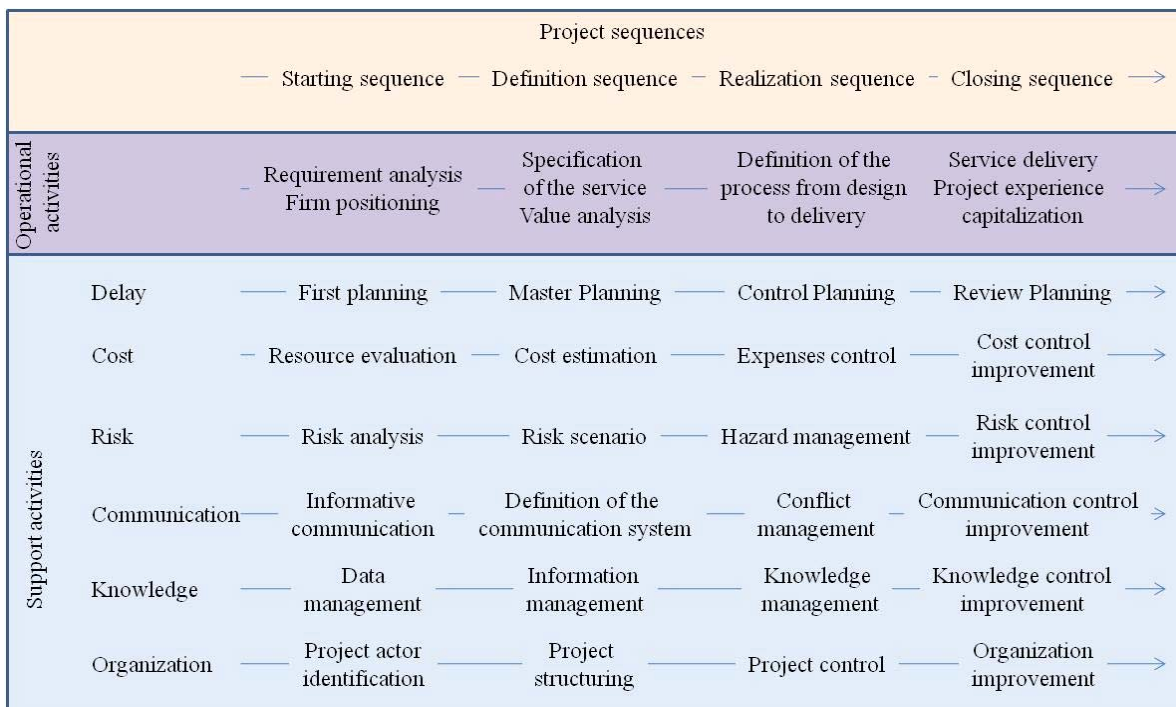 Project sequences
Starting sequence
Definition sequence
Realization sequence
Closing sequence
Operational
activities
Requirement analysis
Firm positioning
Specification
of the service
Value analysis
Definition of the
process from design
to delivery
Service delivery
Project experience
capitalization
Support activities
Delay
First planning
Master Planning
Control Planning
Review Planning
Cost
Resource evaluation
Cost estimation
Expenses control
Cost control
improvement
Risk
Risk analysis
Risk scenario
Hazard management
Risk control
improvement
Communication
Informative
communication
Definition of the
communication system
Conflict
management
Communication control
improvement
Knowledge
Data
management
Information
management
Knowledge
management
Knowledge control
improvement
Organization
Project actor
identification
Project
structuring
Project control
Organization
improvement